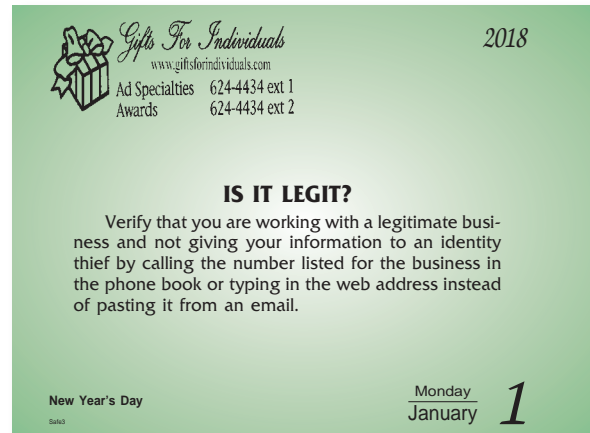 Gifts For Individuals
2018
www.giftsforindividuals.com
Ad Specialties 624-4434 ext 1
Awards 624-4434 ext 2
IS IT LEGIT?
Verify that you are working with a legitimate busi-
ness and not giving your information to an identity
thief by calling the number listed for the business in
the phone book or typing in the web address instead
of pasting it from an email.
New Year's Day
Safe3
Monday
January
1